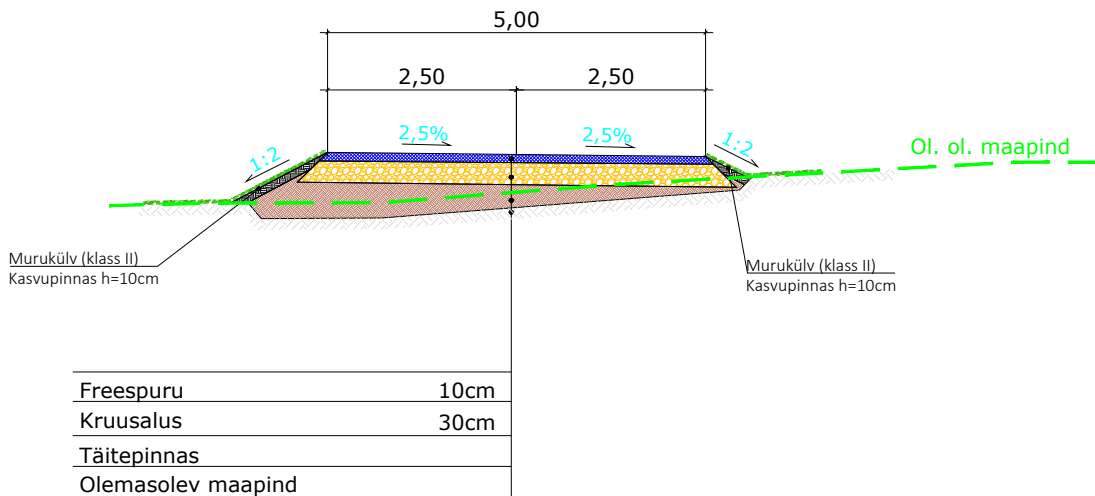 5,00
2,50 2,50
2,5% 2,5%
1:2 1:2
Ol. ol. maapind
Murukülv (klass II)
Kasvupinnas h=10cm
Murukülv (klass II)
Kasvupinnas h=10cm
Freespuru 10cm
Kruusalus 30cm
Täitepinnas
Olemasolev maapind